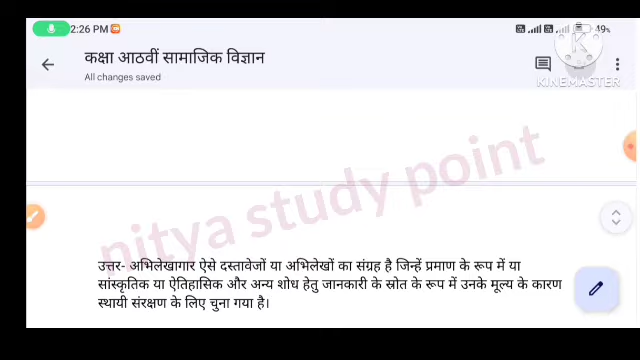 2:26 PM
49%
कक्षा आठवीं सामाजिक विज्ञान
All changes saved
K
KINEMASTER
nitya study point
उत्तर- अभिलेखागार ऐसे दस्तावेजों या अभिलेखों का संग्रह है जिन्हें प्रमाण के रूप में या
सांस्कृतिक या ऐतिहासिक और अन्य शोध हेतु जानकारी के स्रोत के रूप में उनके मूल्य के कारण
स्थायी संरक्षण के लिए चुना गया है।